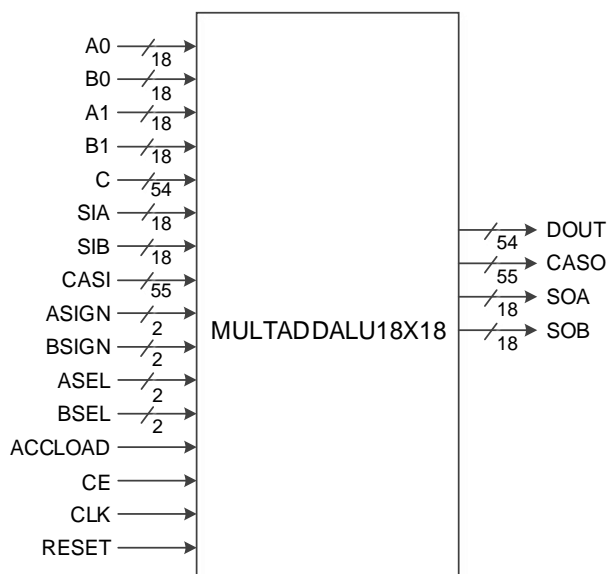 A0
18
B0
18
A1
18
B1
18
C
54
SIA
18
SIB
18
CASI
55
ASIGN
2
BSIGN
2
ASEL
2
BSEL
2
ACCLOAD
CE
CLK
RESET
MULTADDALU18X18
DOUT
54
CASO
55
SOA
18
SOB
18